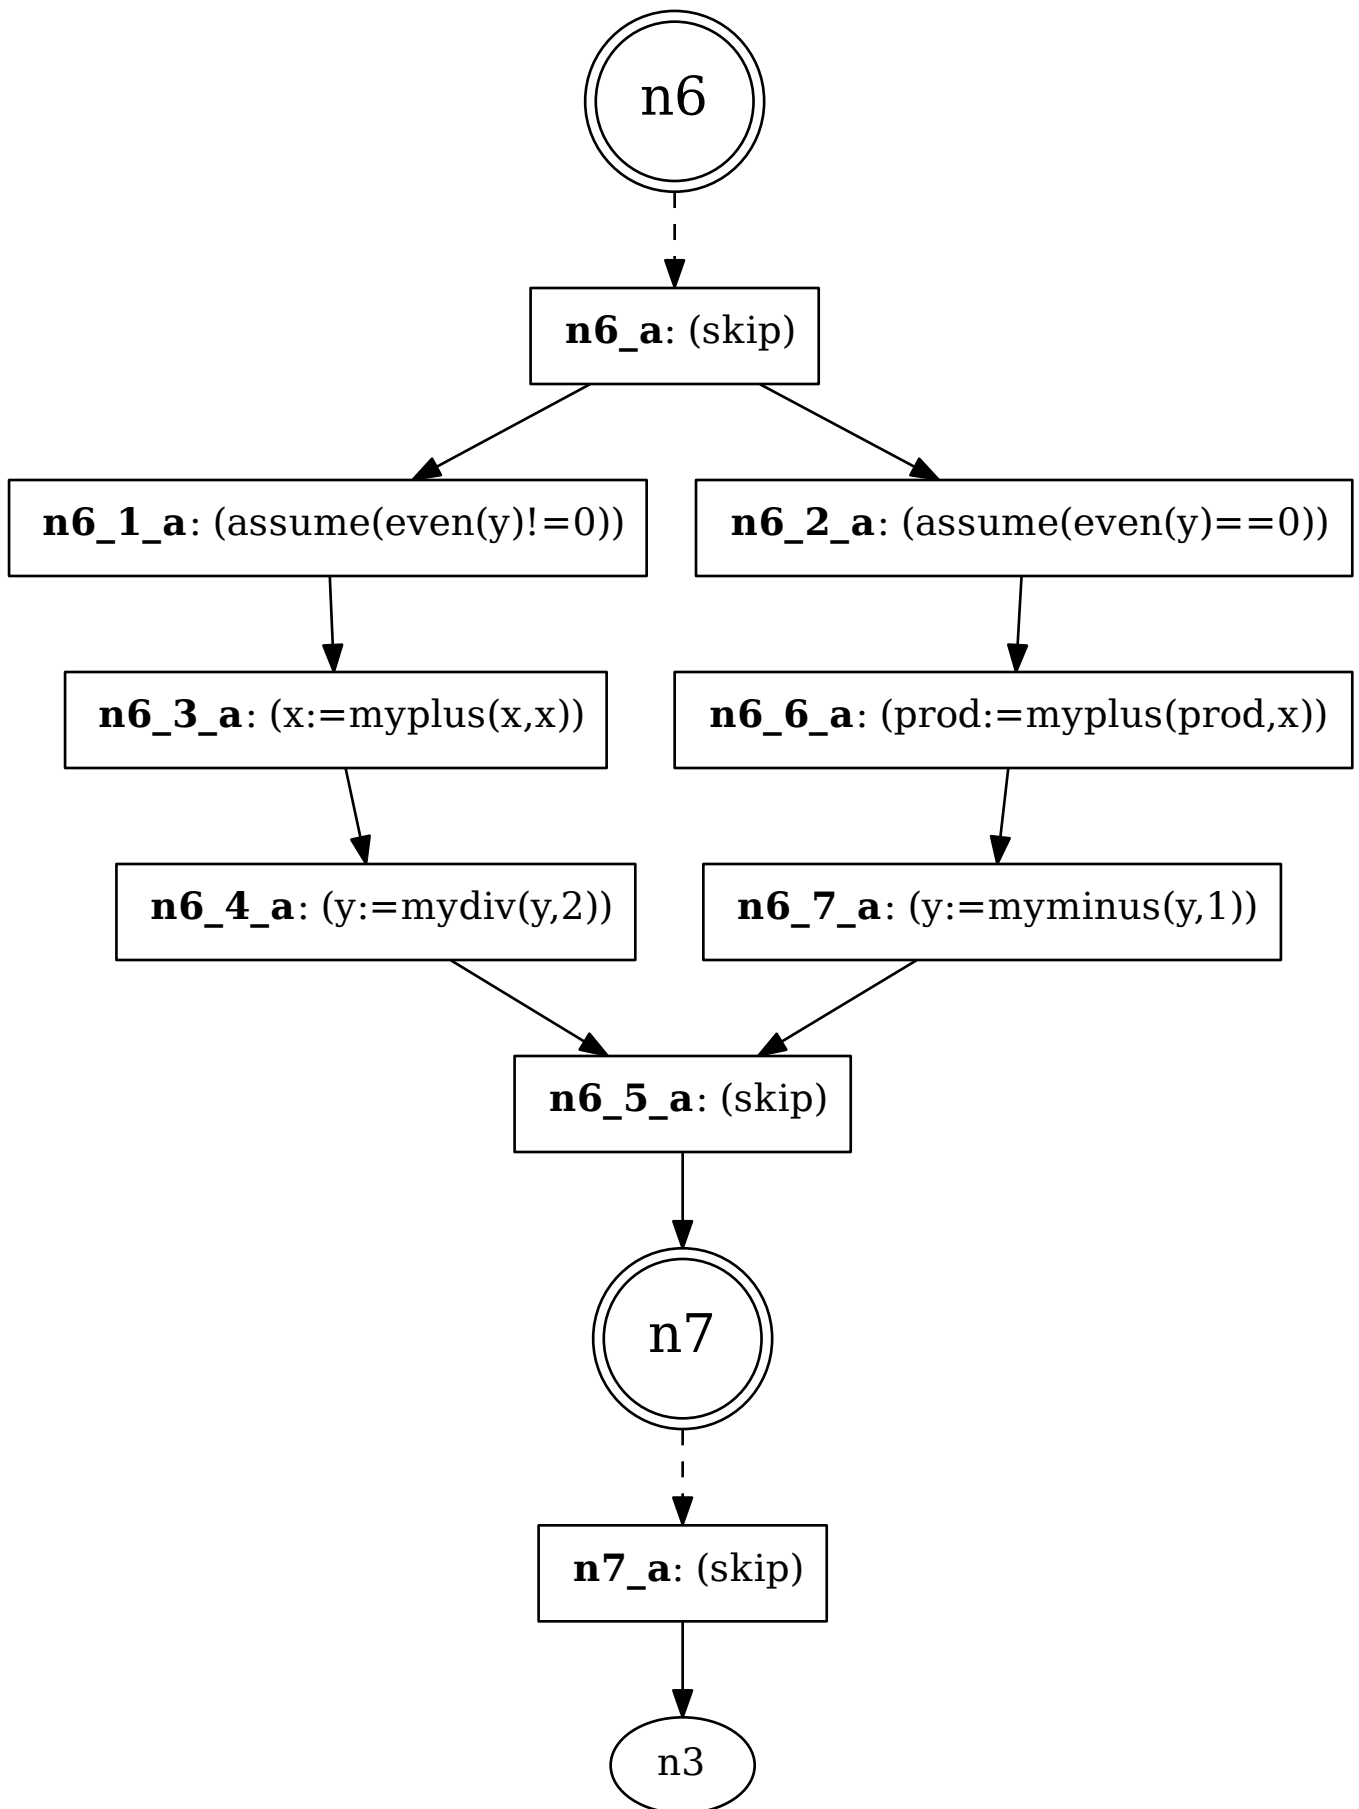 n6
n6_a: (skip)
n6_1_a: (assume(even(y)!=0))
n6_2_a: (assume(even(y)==0))
n6_3_a: (x:=myplus(x,x))
n6_6_a: (prod:=myplus(prod,x))
n6_4_a: (y:=mydiv(y,2))
n6_7_a: (y:=myminus(y,1))
n6_5_a: (skip)
n7
n7_a: (skip)
n3